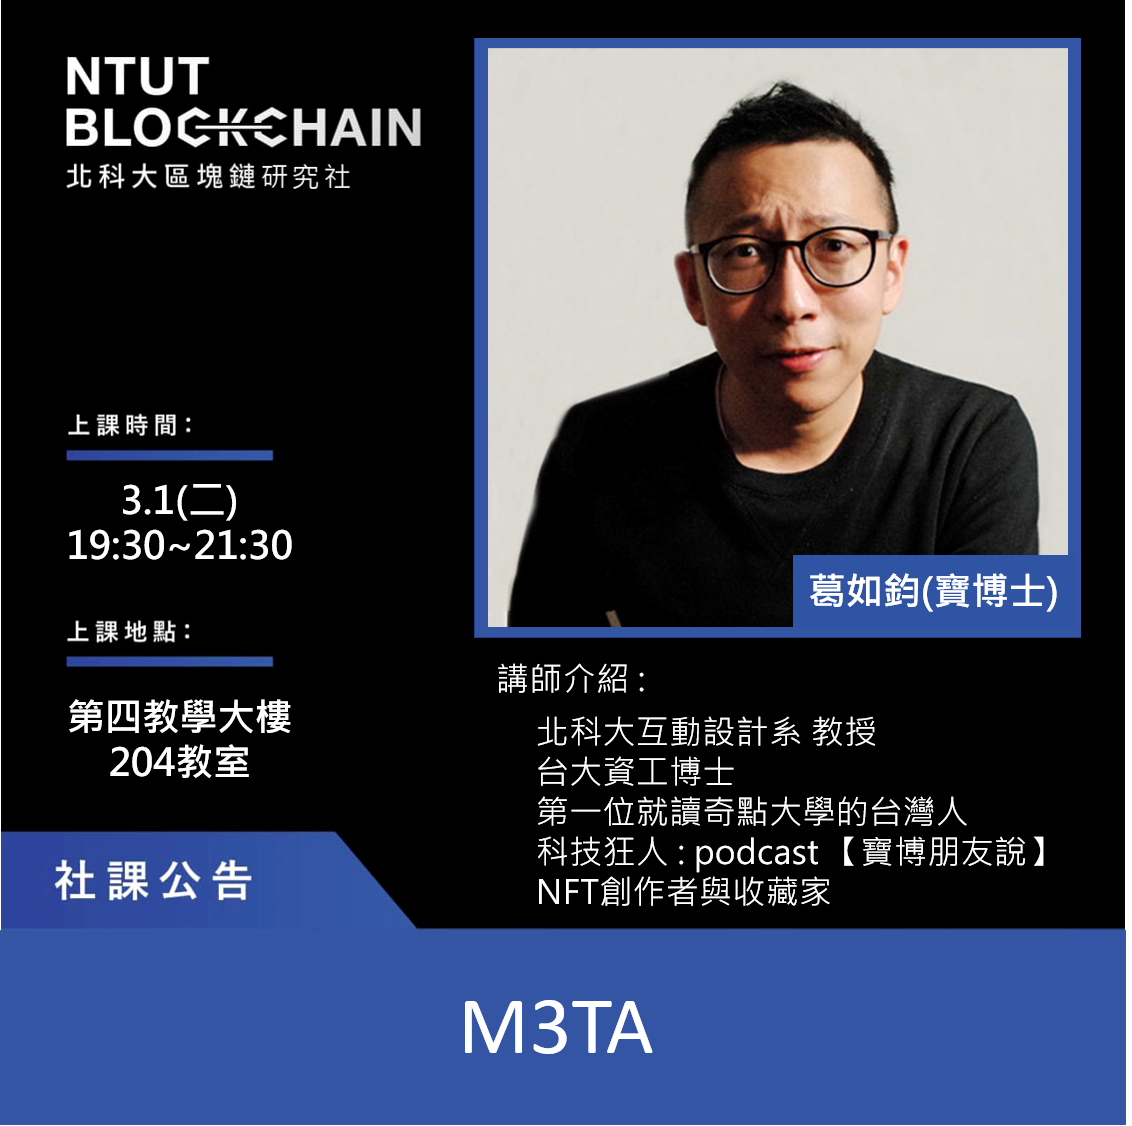 NTUT
BLOCKCHAIN
北科大區塊鏈研究社
上課時間:
3.1(二)
19:30~21:30
上課地點:
第四教學大樓
204教室
社課公告
葛如鈞(寶博士)
講師介紹:
北科大互動設計系 教授
台大資工博士
第一位就讀奇點大學的台灣人
科技狂人:podcast【寶博朋友說】
NFT創作者與收藏家
M3TA